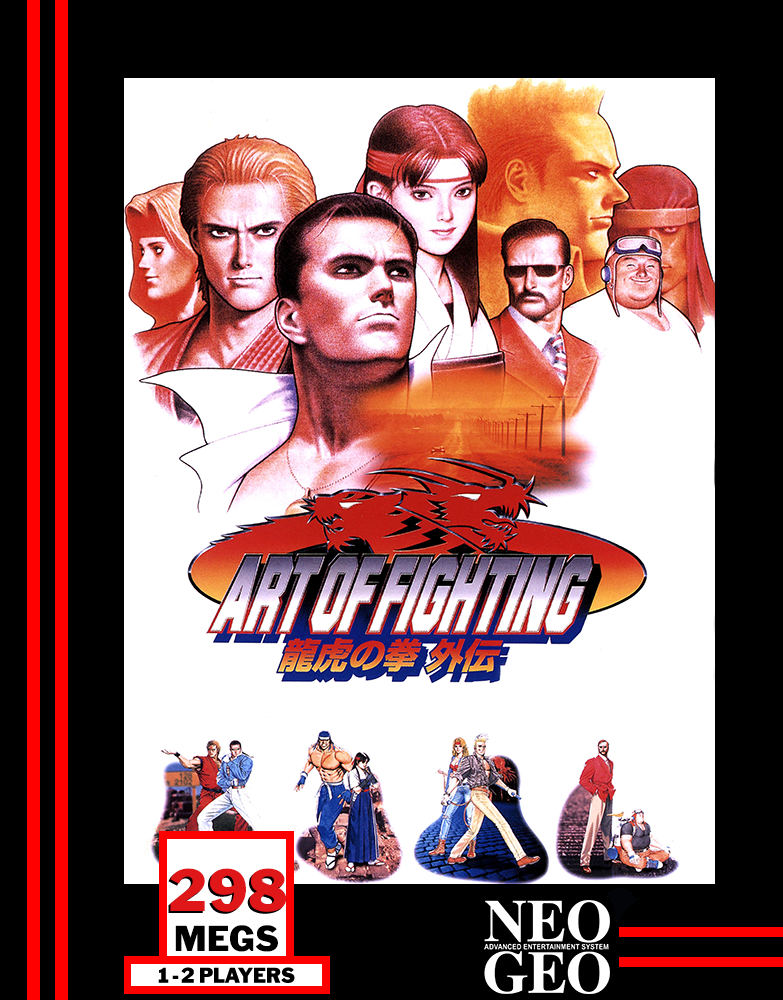 ART OF FIGHTING
龍虎の拳 外伝
298
MEGS
1-2 PLAYERS
NEO
ADVANCED ENTERTAINMENT SYSTEM
GEO